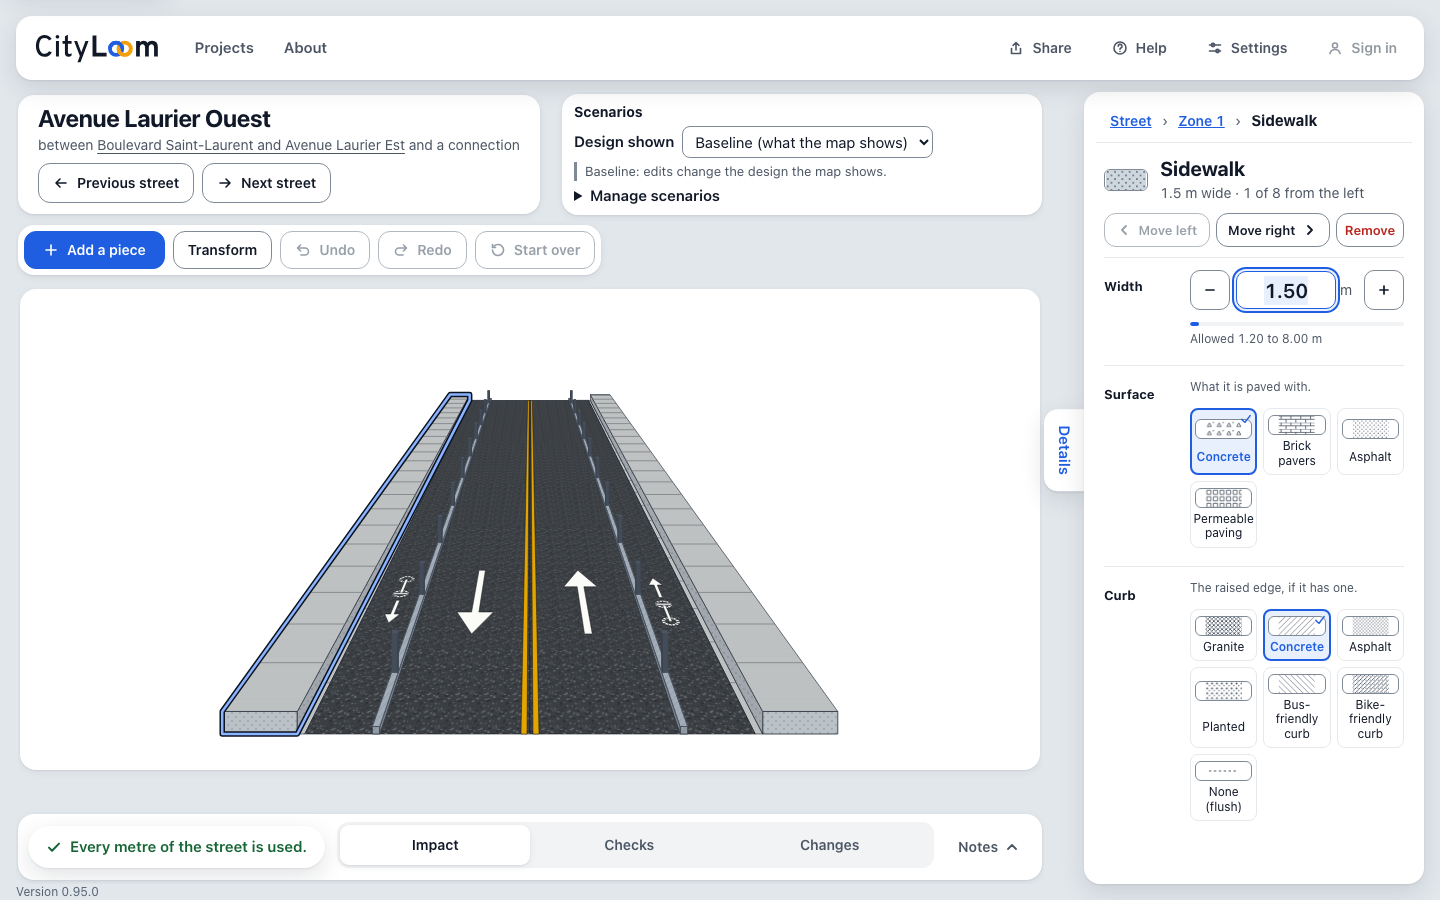 CityLoom
Projects
About
Share
Help
Settings
Sign in
Avenue Laurier Ouest
between Boulevard Saint-Laurent and Avenue Laurier Est and a connection
Previous street
Next street
Scenarios
Design shown
Baseline (what the map shows)
Baseline: edits change the design the map shows.
Manage scenarios
Add a piece
Transform
Undo
Redo
Start over
Details
Street › Zone 1 › Sidewalk
Sidewalk
1.5 m wide · 1 of 8 from the left
Move left
Move right
Remove
Width
− 1.50 m +
Allowed 1.20 to 8.00 m
Surface
What it is paved with.
Concrete
Brick
pavers
Asphalt
Permeable
paving
Curb
The raised edge, if it has one.
Granite
Concrete
Asphalt
Planted
Bus-
friendly
curb
Bike-
friendly
curb
None
(flush)
Every metre of the street is used.
Impact
Checks
Changes
Notes
Version 0.95.0